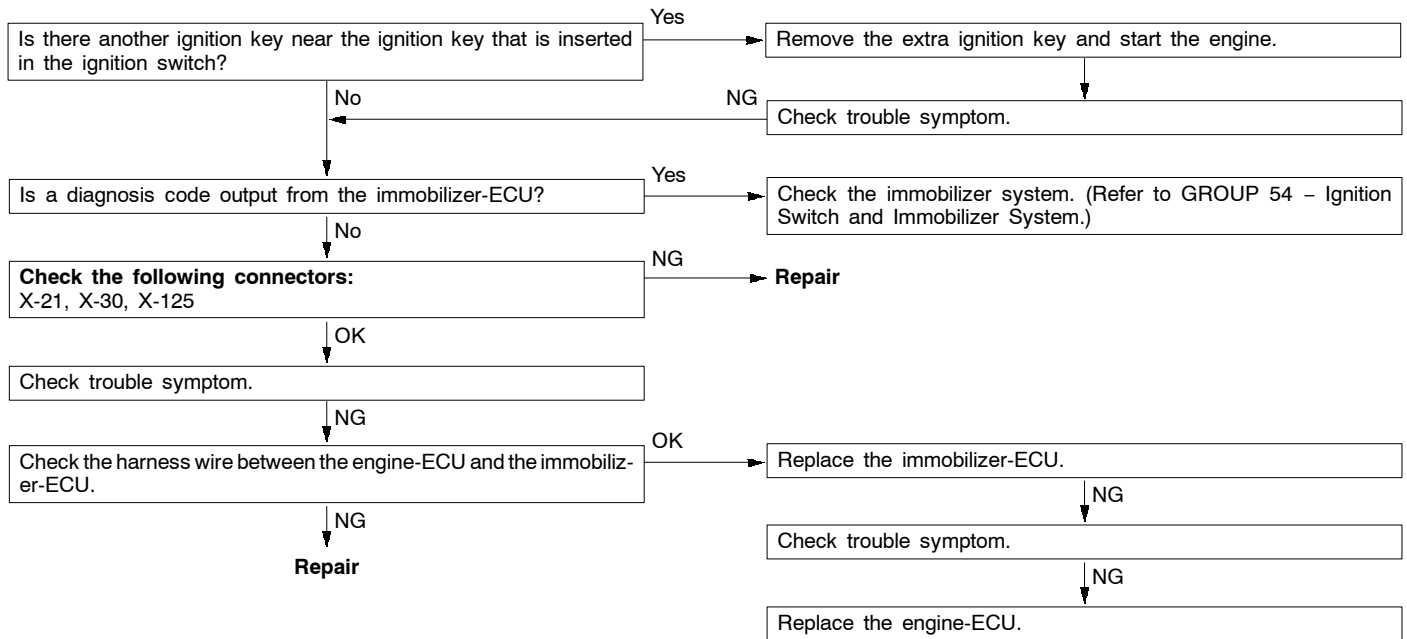 Is there another ignition key near the ignition key that is inserted
in the ignition switch?
Yes
Remove the extra ignition key and start the engine.
No
NG
Check trouble symptom.
Is a diagnosis code output from the immobilizer-ECU?
Yes
Check the immobilizer system. (Refer to GROUP 54 – Ignition
Switch and Immobilizer System.)
No
Check the following connectors:
X-21, X-30, X-125
NG
Repair
OK
Check trouble symptom.
NG
Check the harness wire between the engine-ECU and the immobiliz-
er-ECU.
OK
Replace the immobilizer-ECU.
NG
NG
Check trouble symptom.
Repair
NG
Replace the engine-ECU.